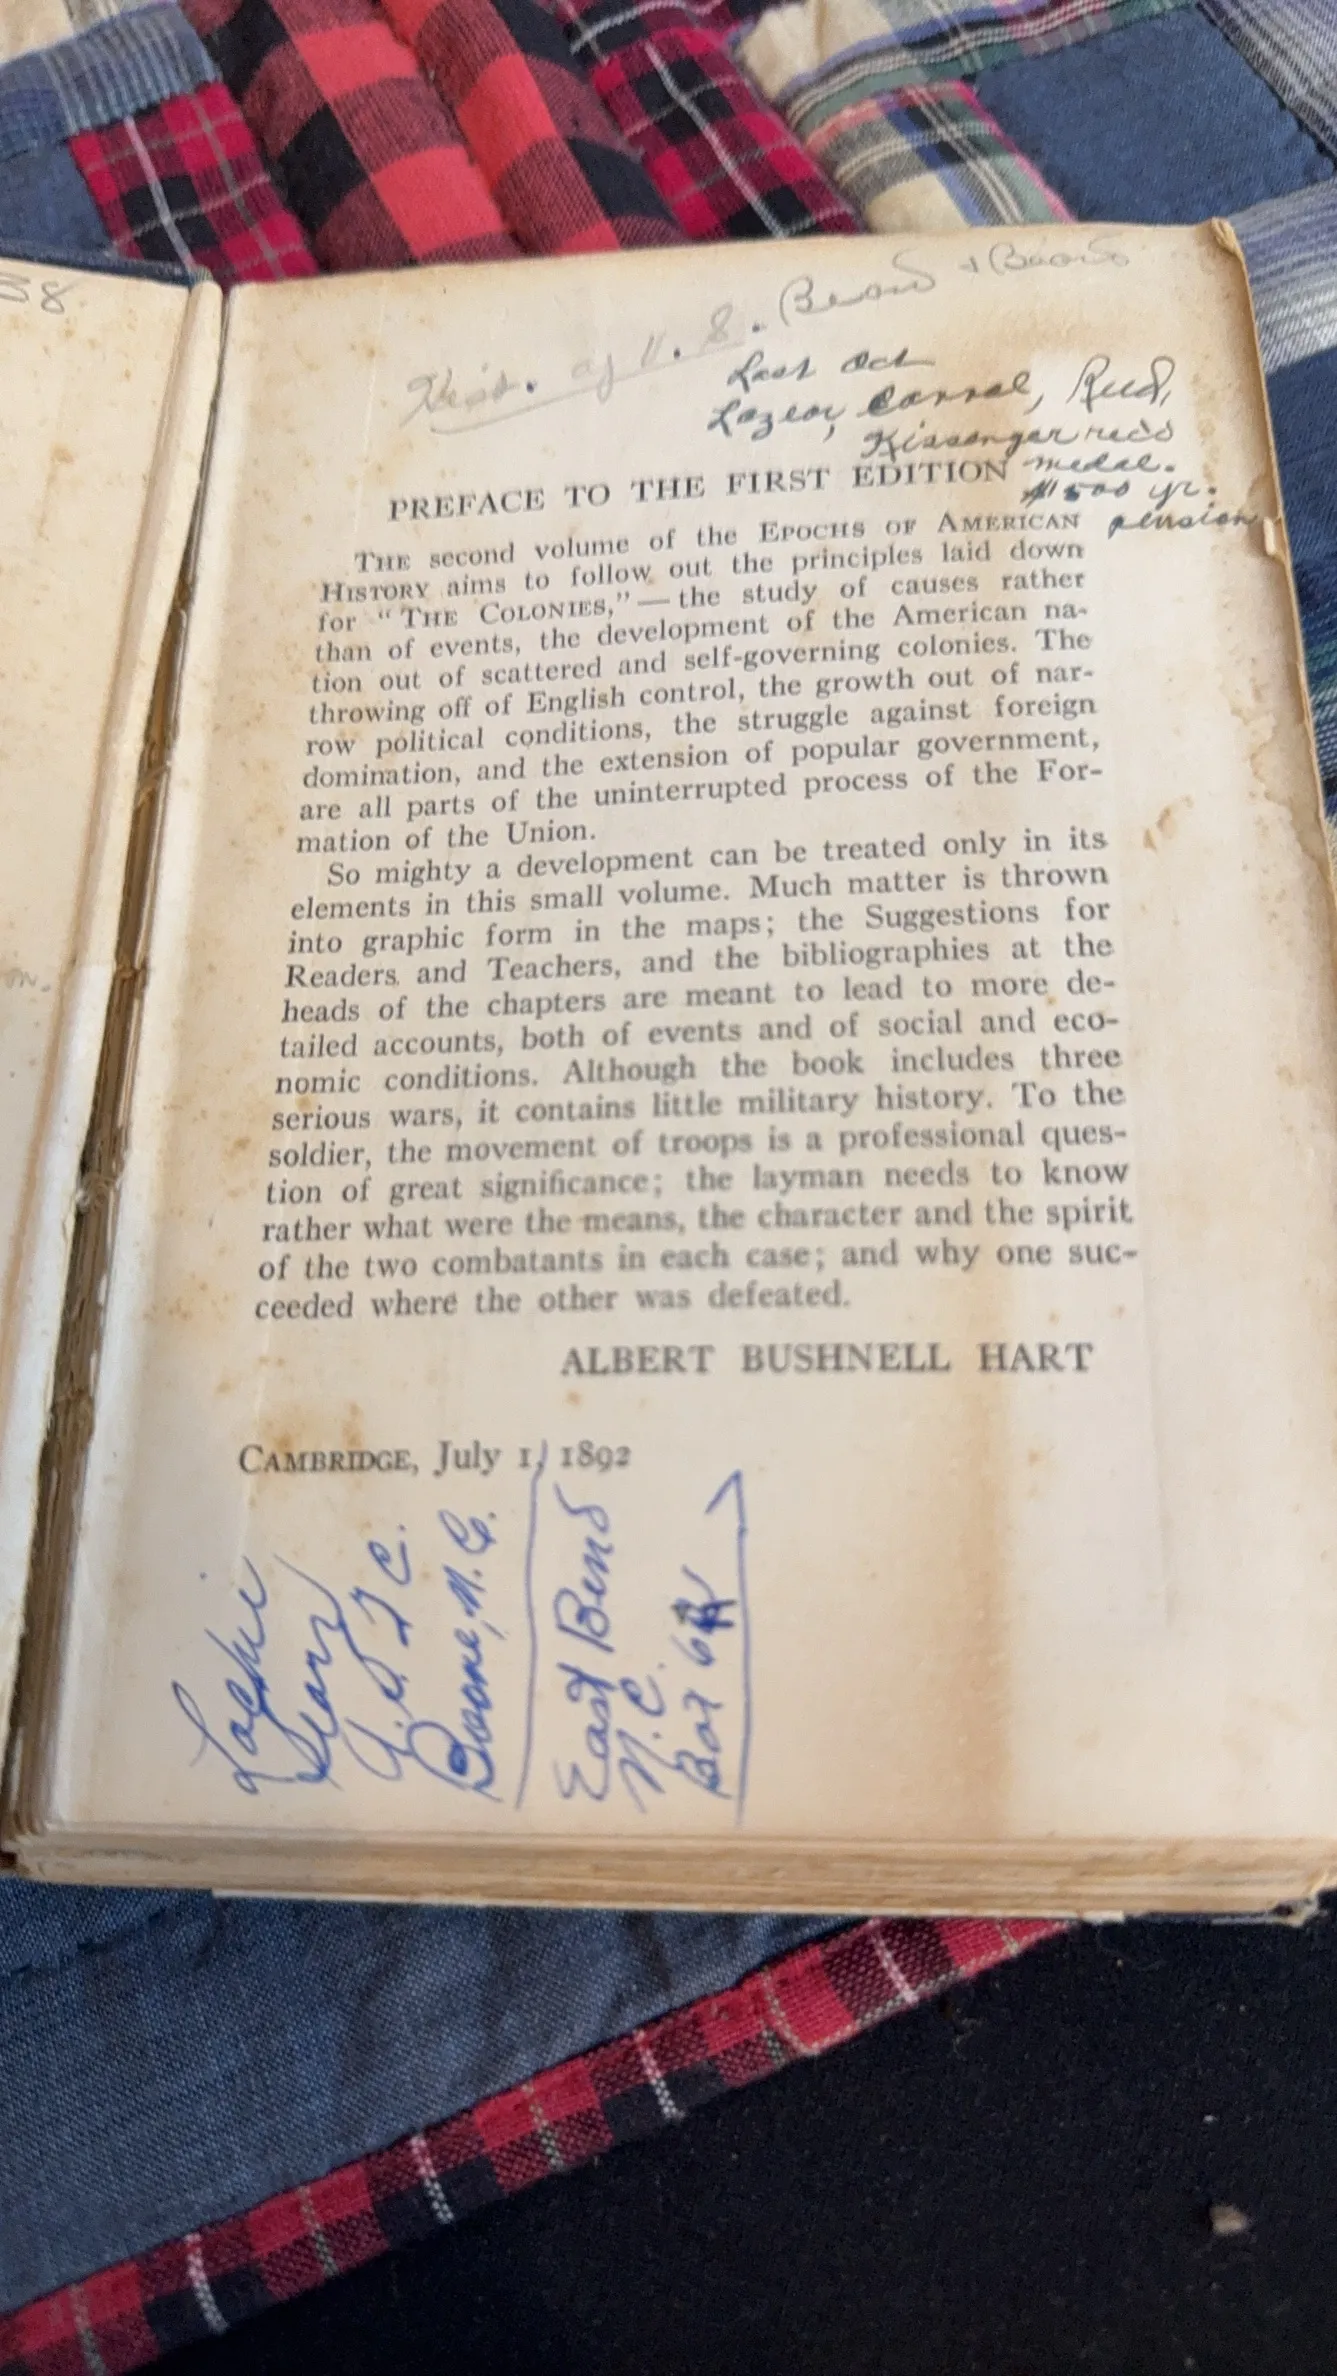 38
Hist. of U. S. Beard + Beard
Last Oct
Lazear, Carrol, Reed,
Kissenger rec'd
medal.
$1500 yr.
pension
PREFACE TO THE FIRST EDITION
THE second volume of the EPOCHS OF AMERICAN
HISTORY aims to follow out the principles laid down
for "THE COLONIES,"—the study of causes rather
than of events, the development of the American na-
tion out of scattered and self-governing colonies. The
throwing off of English control, the growth out of nar-
row political conditions, the struggle against foreign
domination, and the extension of popular government,
are all parts of the uninterrupted process of the For-
mation of the Union.
So mighty a development can be treated only in its
elements in this small volume. Much matter is thrown
into graphic form in the maps; the Suggestions for
Readers and Teachers, and the bibliographies at the
heads of the chapters are meant to lead to more de-
tailed accounts, both of events and of social and eco-
nomic conditions. Although the book includes three
serious wars, it contains little military history. To the
soldier, the movement of troops is a professional ques-
tion of great significance; the layman needs to know
rather what were the means, the character and the spirit
of the two combatants in each case; and why one suc-
ceeded where the other was defeated.
ALBERT BUSHNELL HART
CAMBRIDGE, July 1, 1892
Boone, N.C.
East Bend
N.C.
Box